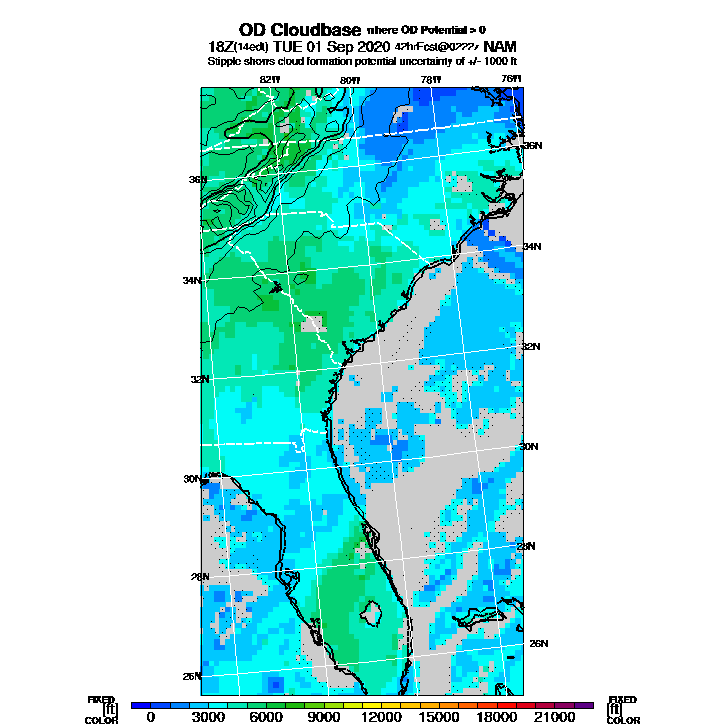 OD Cloudbase where OD Potential > 0
18Z(14edt) TUE 01 Sep 2020 NAM
Stipple shows cloud formation potential uncertainty of +/- 1000 ft
82W 80W 78W 76W
36N
36N
34N
34N
32N
32N
30N
30N
28N
28N
26N
26N
FIXED FIXED
[ft] [ft]
COLOR COLOR
0 3000 6000 9000 12000 15000 18000 21000